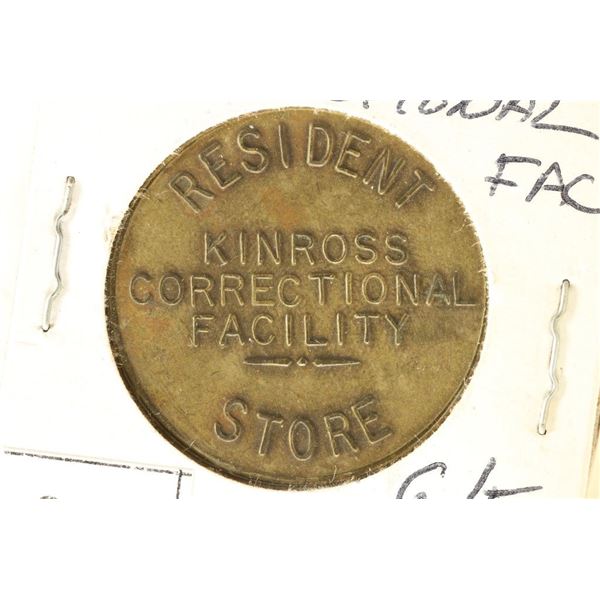 FAC
RESIDENT
KINROSS
CORRECTIONAL
FACILITY
STORE